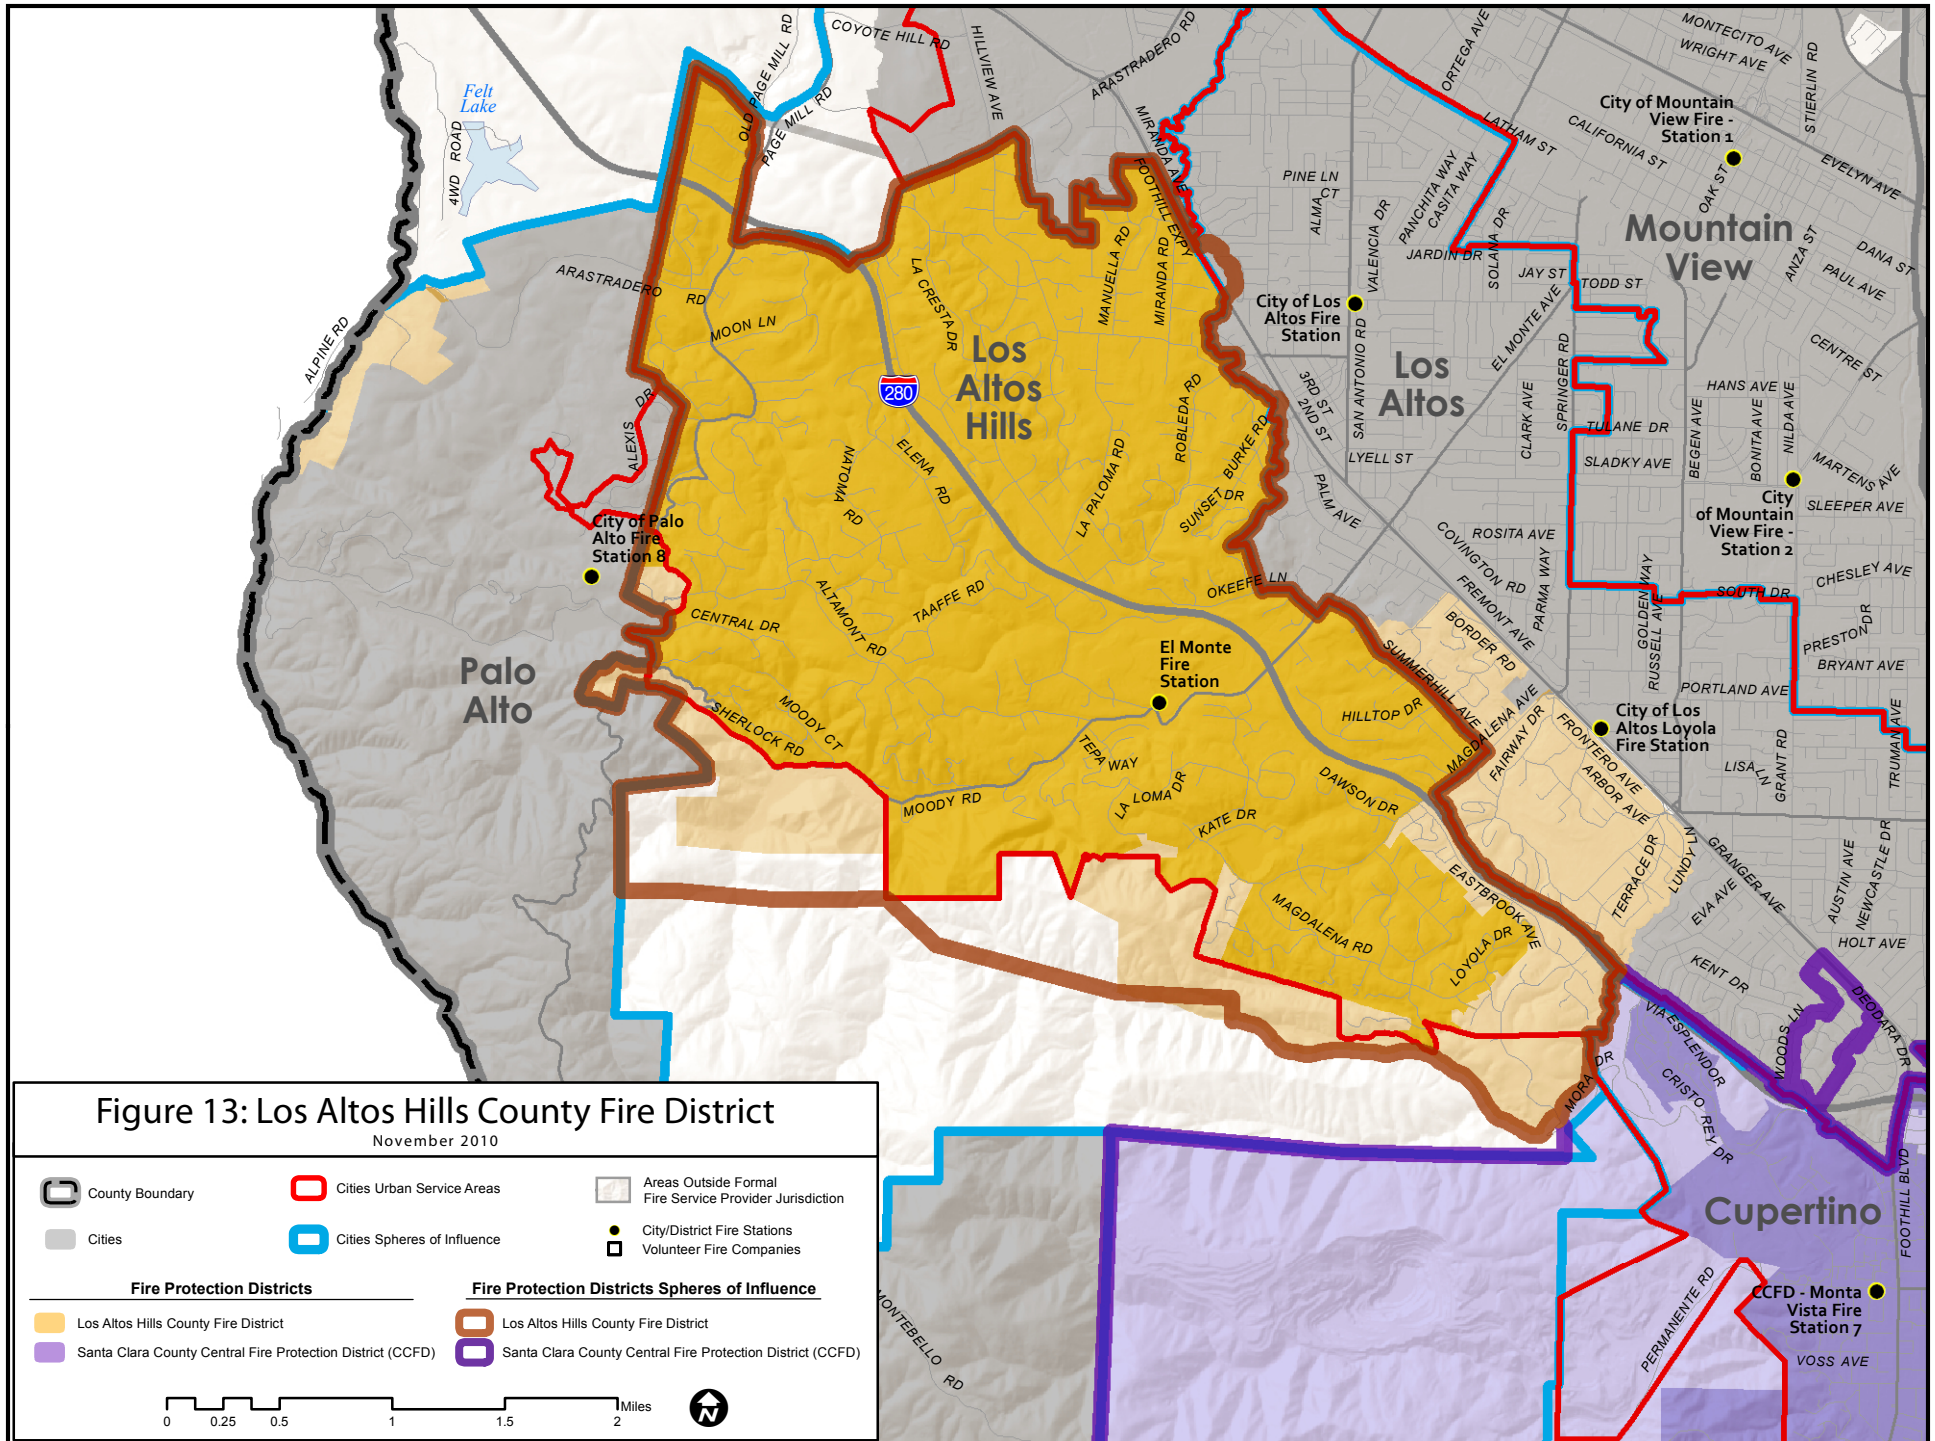 COYOTE HILL RD
OLD PAGE MILL RD
PAGE MILL RD
HILLVIEW AVE
ARASTRADERO RD
MIRANDA AVE
FOOTHILL EXPY
ORTEGA AVE
MONTECITO AVE
WRIGHT AVE
STIERLIN RD
City of Mountain
View Fire -
Station 1
LATHAM ST
CALIFORNIA ST
EVELYN AVE
OAK ST
Felt
Lake
4WD ROAD
PINE LN
ALMA CT
VALENCIA DR
PANCHITA WAY
CASITA WAY
SOLANA DR
JARDIN DR
JAY ST
TODD ST
Mountain
View
ANZA ST
DANA ST
PAUL AVE
CENTRE ST
ARASTRADERO RD
ALPINE RD
MOON LN
LA CRESTA DR
MANUELLA RD
MIRANDA RD
City of Los
Altos Fire
Station
SAN ANTONIO RD
EL MONTE AVE
SPRINGER RD
CLARK AVE
Los
Altos
Hills
280
Los
Altos
3RD ST
2ND ST
LYELL ST
PALM AVE
HANS AVE
TULANE DR
SLADKY AVE
BEGEN AVE
BONITA AVE
NILDA AVE
MARTENS AVE
SLEEPER AVE
City
of Mountain
View Fire -
Station 2
ALEXIS DR
NATOMA RD
ELENA RD
LA PALOMA RD
ROBLEDA RD
BURKE RD
SUNSET DR
City of Palo
Alto Fire
Station 8
ROSITA AVE
COVINGTON RD
FREMONT AVE
PARMA WAY
GOLDEN WAY
RUSSELL AVE
SOUTH DR
CHESLEY AVE
PRESTON DR
BRYANT AVE
PORTLAND AVE
CENTRAL DR
ALTAMONT RD
TAAFFE RD
OKEEFE LN
BORDER RD
SUMMERHILL AVE
El Monte
Fire
Station
Palo
Alto
SHERLOCK RD
MOODY CT
MOODY RD
TEPA WAY
LA LOMA DR
KATE DR
HILLTOP DR
DAWSON DR
MAGDALENA AVE
FAIRWAY DR
FRONTERO AVE
ARBOR AVE
City of Los
Altos Loyola
Fire Station
LISA LN
GRANT RD
TRUMAN AVE
TERRACE DR
LUNDY LN
GRANGER AVE
EVA AVE
AUSTIN AVE
NEWCASTLE DR
HOLT AVE
EASTBROOK AVE
MAGDALENA RD
LOYOLA DR
KENT DR
WOODS LN
DEODARA DR
VIA ESPLENDOR
CRISTO REY DR
MORA DR
Cupertino
FOOTHILL BLVD
PERMANENTE RD
CCFD - Monta
Vista Fire
Station 7
VOSS AVE
MONTEBELLO RD
Figure 13: Los Altos Hills County Fire District
November 2010
County Boundary
Cities Urban Service Areas
Areas Outside Formal
Fire Service Provider Jurisdiction
Cities
Cities Spheres of Influence
City/District Fire Stations
Volunteer Fire Companies
Fire Protection Districts
Fire Protection Districts Spheres of Influence
Los Altos Hills County Fire District
Los Altos Hills County Fire District
Santa Clara County Central Fire Protection District (CCFD)
Santa Clara County Central Fire Protection District (CCFD)
0 0.25 0.5 1 1.5 2 Miles
N